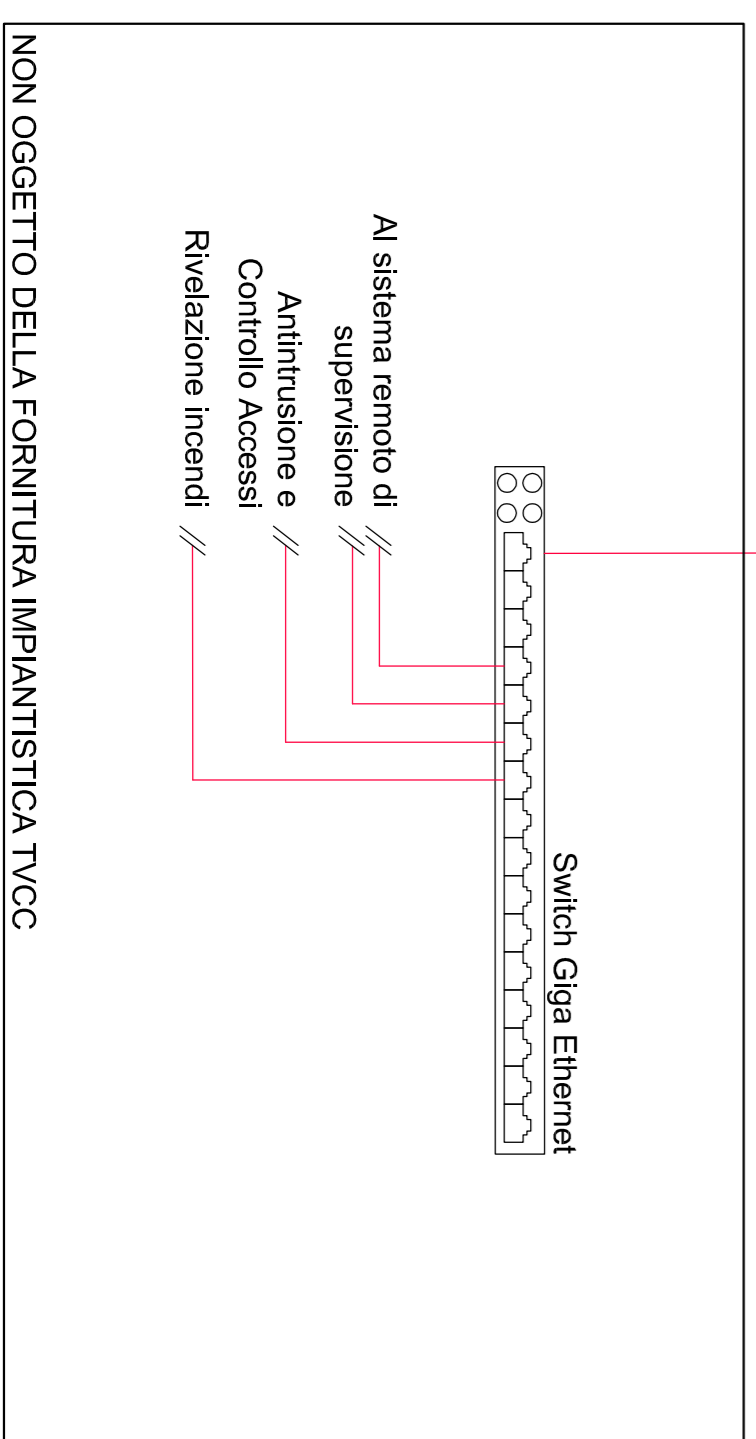 Switch Giga Ethernet
Al sistema remoto di
supervisione
Antintrusione e
Controllo Accessi
Rivelazione incendi
NON OGGETTO DELLA FORNITURA IMPIANTISTICA TVCC